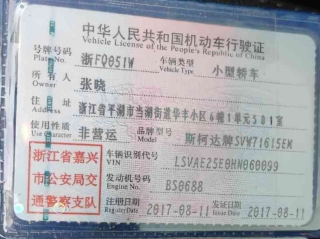 中华人民共和国机动车行驶证
Vehicle License of the People's Republic of China
号牌号码 浙FQ051W 车辆类型 小型轿车
Plate No. Vehicle Type
所有人 张晓
Owner
住址 浙江省平湖市当湖街道华丰小区6幢1单元501室
Address
使用性质 非营运 品牌型号 斯柯达牌SVW71615EM
Use Character Model
浙江省嘉兴 车辆识别代号 LSVAE25E0HN060099
VIN
市公安局交 发动机号码 BS0688
Engine No.
通警察支队 注册日期 2017-08-11 发证日期 2017-08-11
Register Date Issue Date